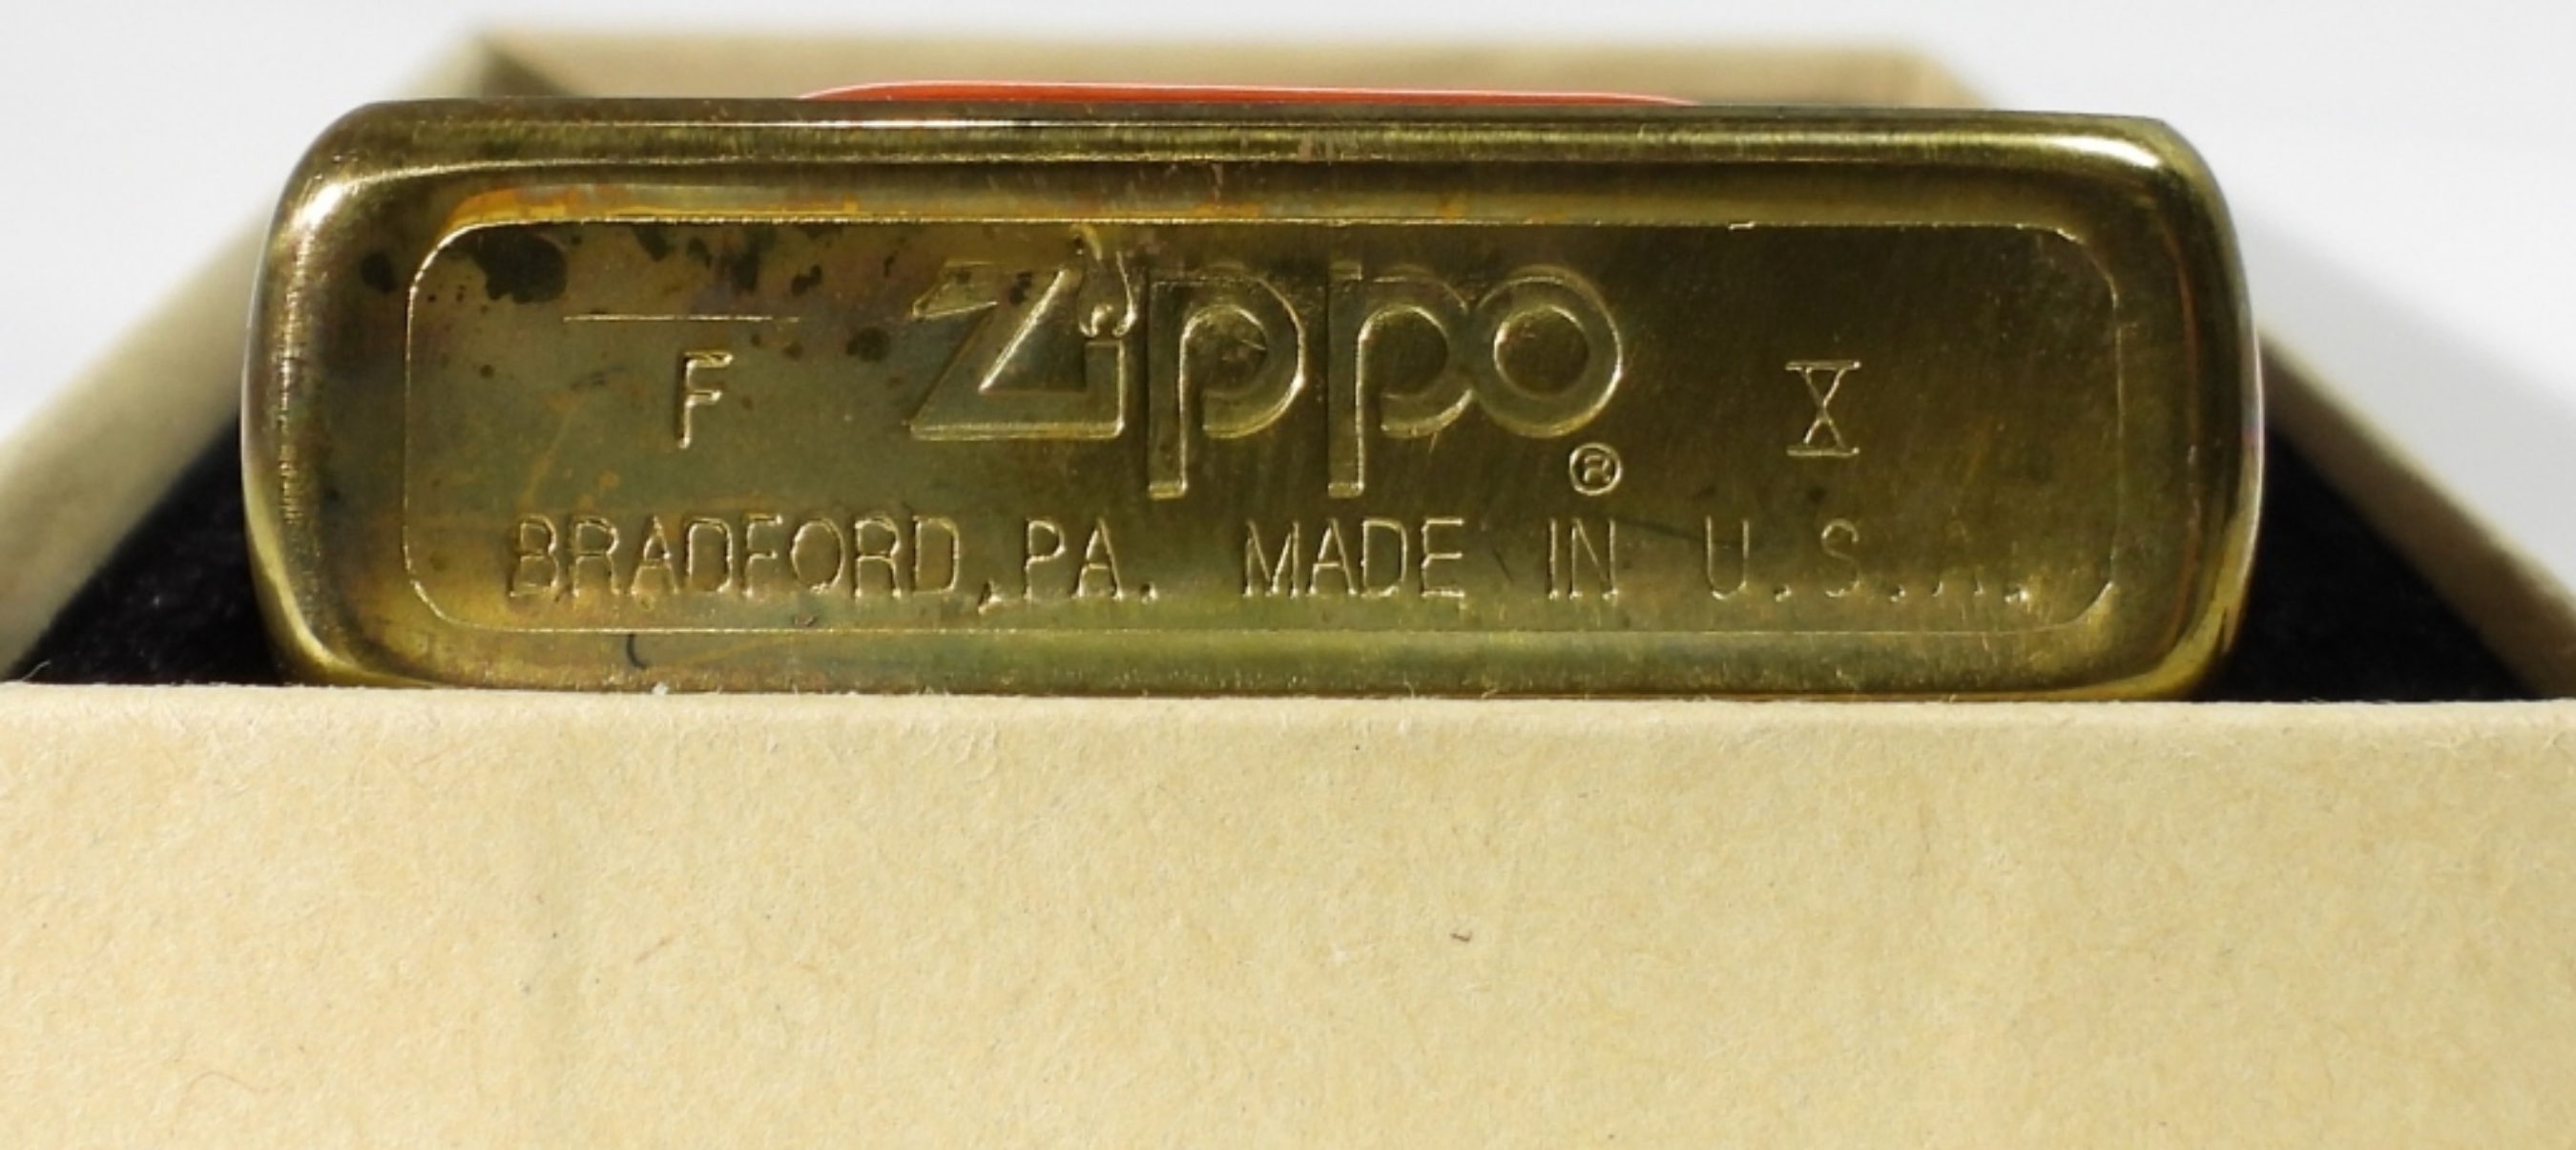 F Zippo ® X
BRADFORD, PA. MADE IN U.S.A.